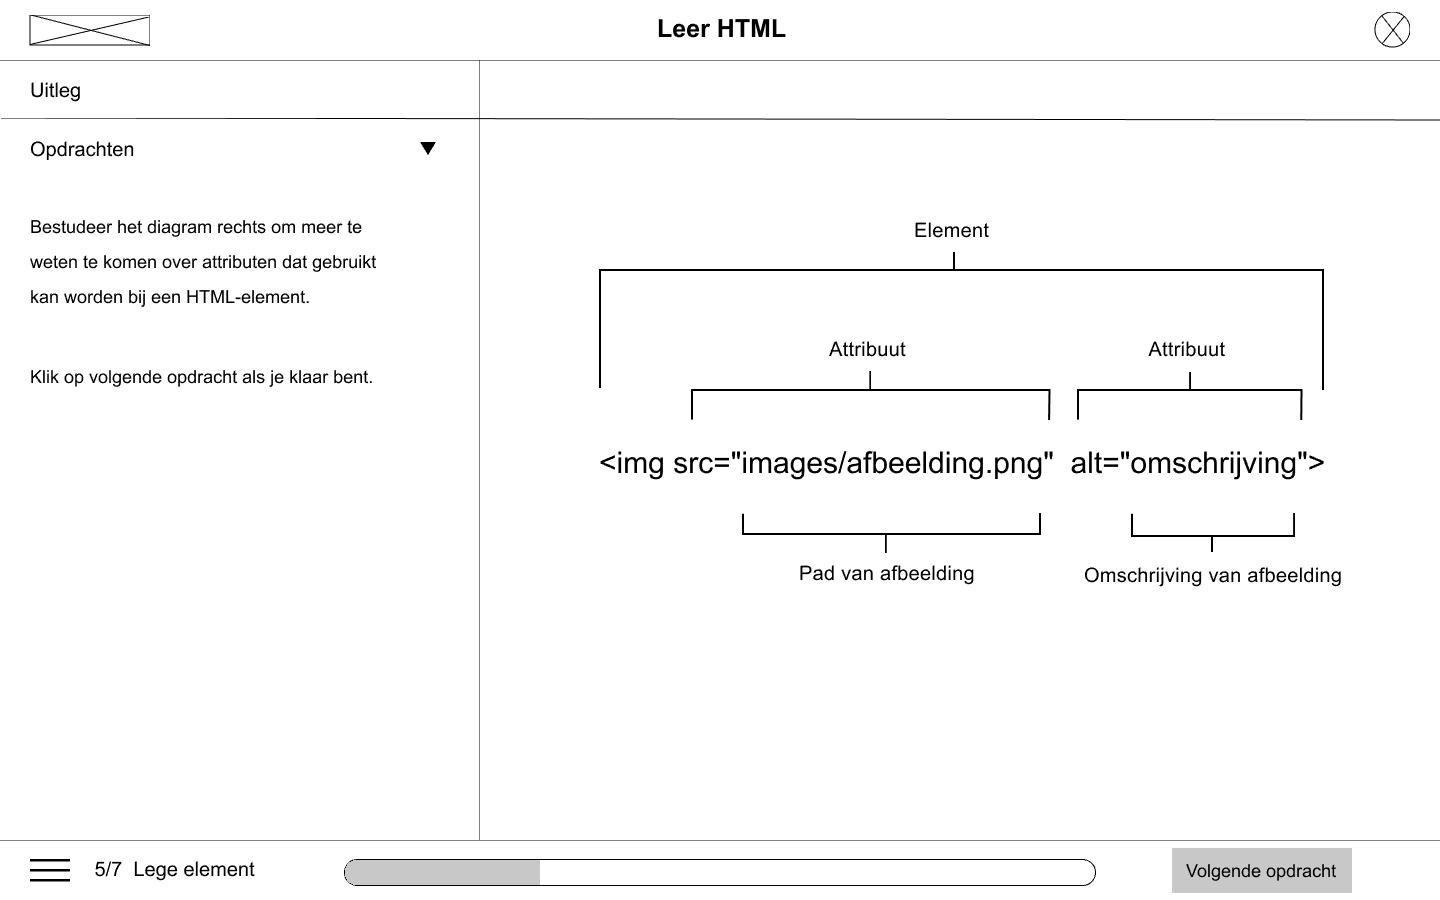 Leer HTML
Uitleg
Opdrachten
Bestudeer het diagram rechts om meer te
weten te komen over attributen dat gebruikt
kan worden bij een HTML-element.
Klik op volgende opdracht als je klaar bent.
Element
Attribuut Attribuut
<img src="images/afbeelding.png"  alt="omschrijving">
Pad van afbeelding Omschrijving van afbeelding
5/7  Lege element
Volgende opdracht